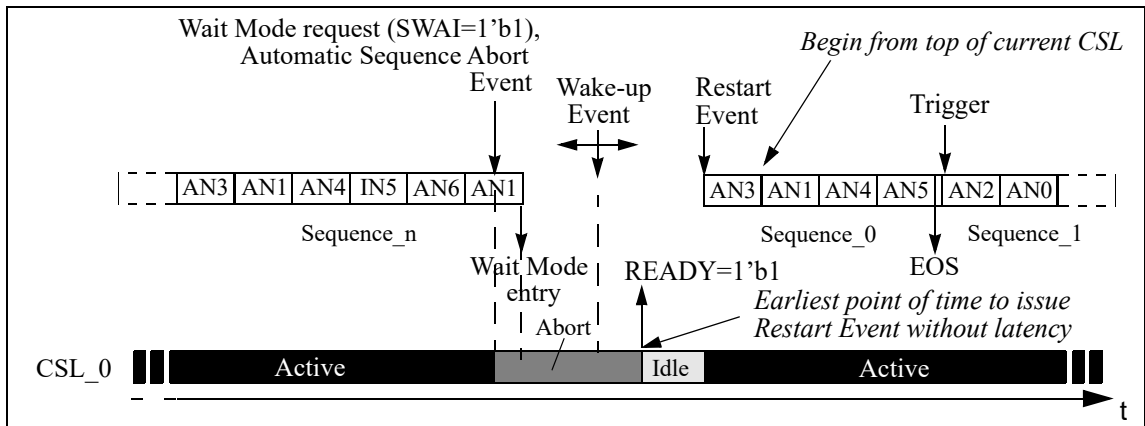 Wait Mode request (SWAI=1'b1),
Automatic Sequence Abort
Event
Wake-up
Event
Restart
Event
Begin from top of current CSL
Trigger
AN3 AN1 AN4 IN5 AN6 AN1
AN3 AN1 AN4 AN5 AN2 AN0
Sequence_n
Sequence_0
Sequence_1
Wait Mode
entry
READY=1'b1
EOS
Earliest point of time to issue
Restart Event without latency
Abort
CSL_0
Active
Idle
Active
t